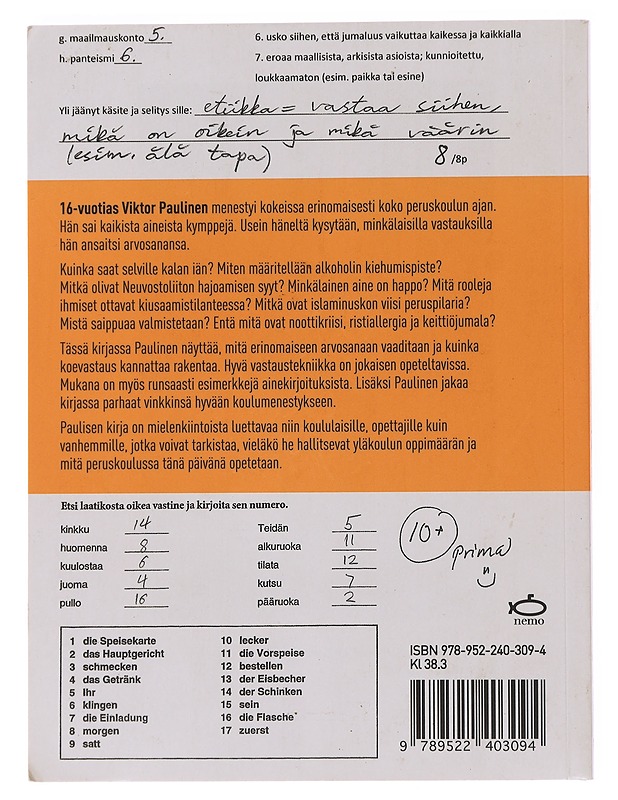 g. maailmauskonto 5.
h. panteismi 6.
6. usko siihen, että jumaluus vaikuttaa kaikessa ja kaikkialla
7. eroaa maallisista, arkisista asioista; kunnioitettu,
loukkaamaton (esim. paikka tai esine)
Yli jäänyt käsite ja selitys sille: etiikka = vastaa siihen,
mikä on oikein ja mikä väärin
(esim. älä tapa)
8 /8p
16-vuotias Viktor Paulinen menestyi kokeissa erinomaisesti koko peruskoulun ajan.
Hän sai kaikista aineista kymppejä. Usein häneltä kysytään, minkälaisilla vastauksilla
hän ansaitsi arvosanansa.
Kuinka saat selville kalan iän? Miten määritellään alkoholin kiehumispiste?
Mitkä olivat Neuvostoliiton hajoamisen syyt? Minkälainen aine on happo? Mitä rooleja
ihmiset ottavat kiusaamistilanteessa? Mitkä ovat islaminuskon viisi peruspilaria?
Mistä saippuaa valmistetaan? Entä mitä ovat noottikriisi, ristiallergia ja keittiöjumala?
Tässä kirjassa Paulinen näyttää, mitä erinomaiseen arvosanaan vaaditaan ja kuinka
koevastaus kannattaa rakentaa. Hyvä vastaustekniikka on jokaisen opeteltavissa.
Mukana on myös runsaasti esimerkkejä ainekirjoituksista. Lisäksi Paulinen jakaa
kirjassa parhaat vinkkinsä hyvään koulumenestykseen.
Paulisen kirja on mielenkiintoista luettavaa niin koululaisille, opettajille kuin
vanhemmille, jotka voivat tarkistaa, vieläkö he hallitsevat yläkoulun oppimäärän ja
mitä peruskoulussa tänä päivänä opetetaan.
Etsi laatikosta oikea vastine ja kirjoita sen numero.
kinkku 14
huomenna 8
kuulostaa 6
juoma 4
pullo 16
Teidän 5
alkuruoka 11
tilata 12
kutsu 7
pääruoka 2
10+
prima
nemo
1 die Speisekarte
2 das Hauptgericht
3 schmecken
4 das Getränk
5 Ihr
6 klingen
7 die Einladung
8 morgen
9 satt
10 lecker
11 die Vorspeise
12 bestellen
13 der Eisbecher
14 der Schinken
15 sein
16 die Flasche
17 zuerst
ISBN 978-952-240-309-4
Kl 38.3
9 789522 403094